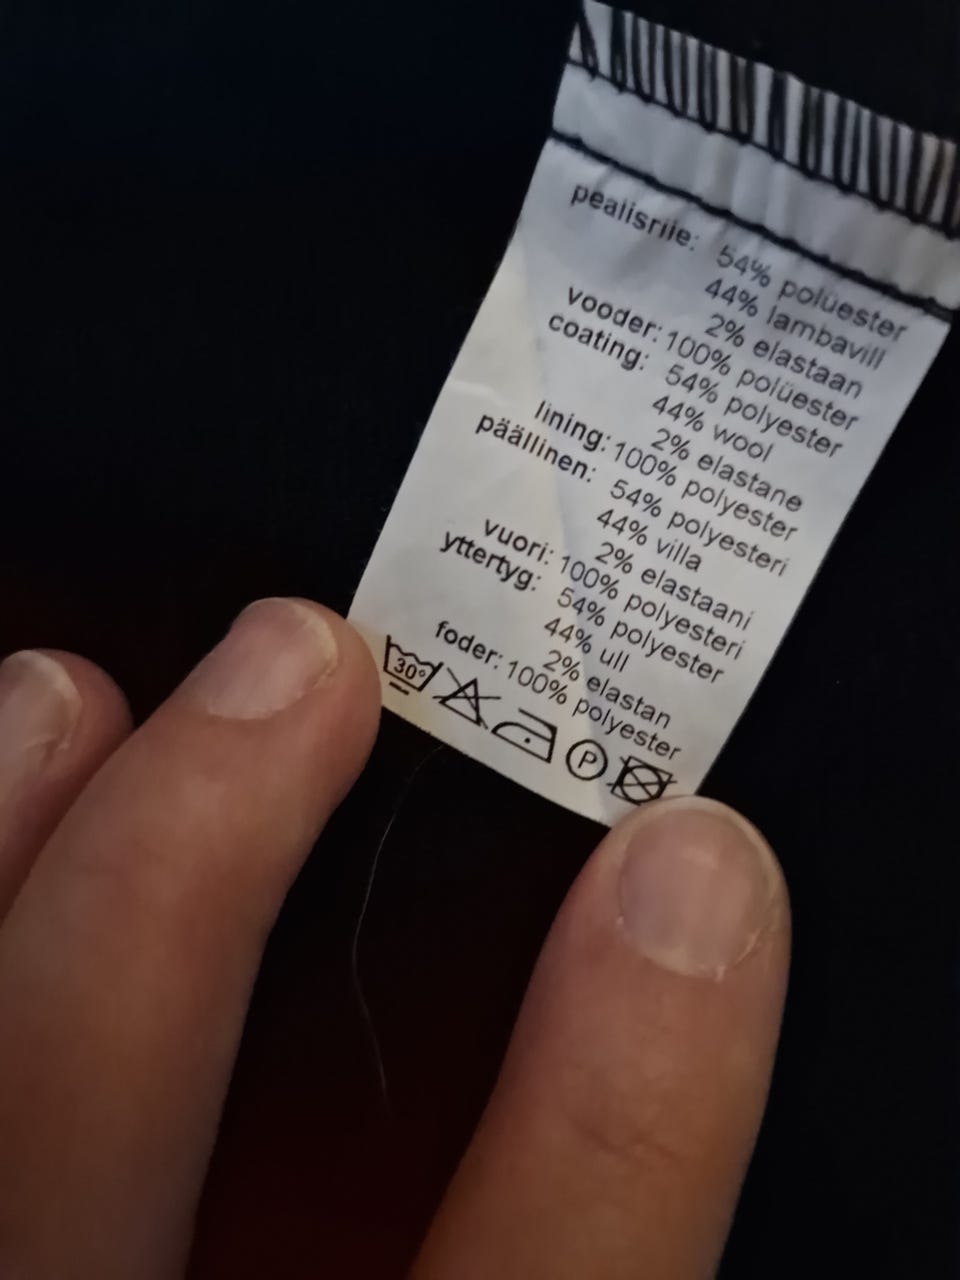 pealisriie: 54% polüester
44% lambavill
2% elastaan
vooder: 100% polüester
coating: 54% polyester
44% wool
2% elastane
lining: 100% polyester
päällinen: 54% polyesteri
44% villa
2% elastaani
vuori: 100% polyesteri
yttertyg: 54% polyester
44% ull
2% elastan
foder: 100% polyester
30° P